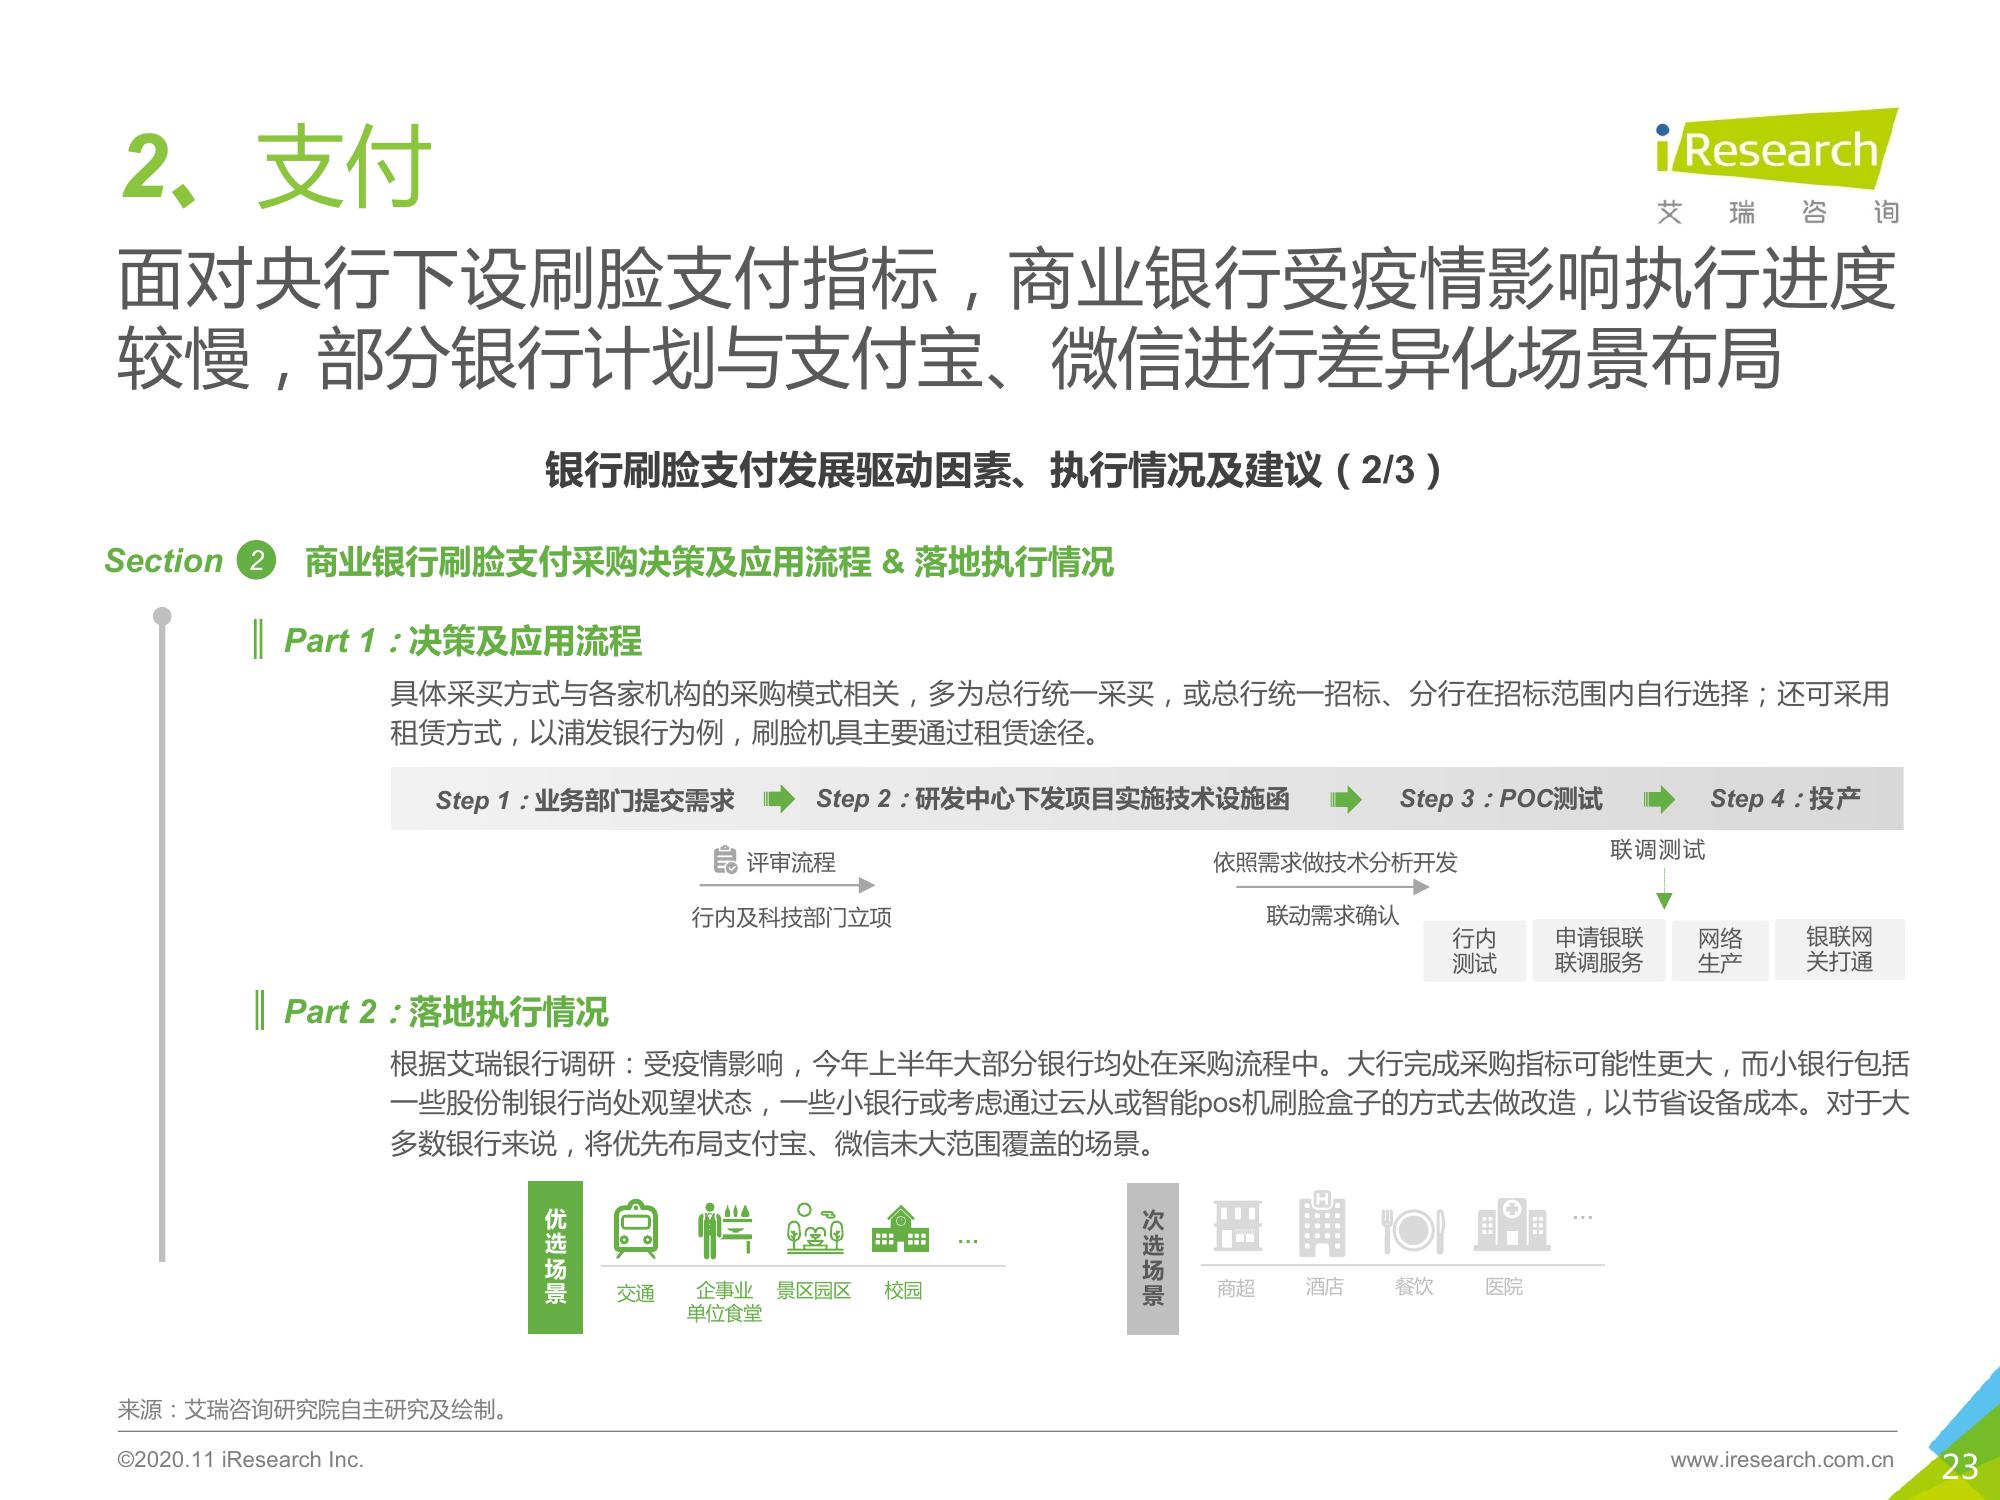 2、支付
iResearch
艾瑞咨询
面对央行下设刷脸支付指标，商业银行受疫情影响执行进度
较慢，部分银行计划与支付宝、微信进行差异化场景布局
银行刷脸支付发展驱动因素、执行情况及建议（2/3）
Section 2 商业银行刷脸支付采购决策及应用流程 & 落地执行情况
Part 1：决策及应用流程
具体采买方式与各家机构的采购模式相关，多为总行统一采买，或总行统一招标、分行在招标范围内自行选择；还可采用
租赁方式，以浦发银行为例，刷脸机具主要通过租赁途径。
Step 1：业务部门提交需求 Step 2：研发中心下发项目实施技术设施函 Step 3：POC测试 Step 4：投产
评审流程
行内及科技部门立项
依照需求做技术分析开发
联动需求确认
联调测试
行内
测试
申请银联
联调服务
网络
生产
银联网
关打通
Part 2：落地执行情况
根据艾瑞银行调研：受疫情影响，今年上半年大部分银行均处在采购流程中。大行完成采购指标可能性更大，而小银行包括
一些股份制银行尚处观望状态，一些小银行或考虑通过云从或智能pos机刷脸盒子的方式去做改造，以节省设备成本。对于大
多数银行来说，将优先布局支付宝、微信未大范围覆盖的场景。
优选场景
交通
企事业
单位食堂
景区园区
校园
...
次选场景
H
商超
酒店
餐饮
医院
...
来源：艾瑞咨询研究院自主研究及绘制。
©2020.11 iResearch Inc.
www.iresearch.com.cn
23